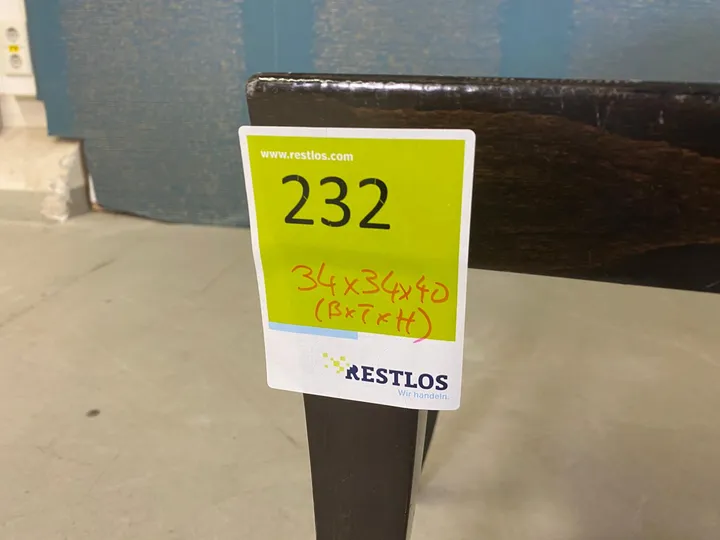 www.restlos.com
232
34x34x40
(BxTxH)
RESTLOS
Wir handeln.